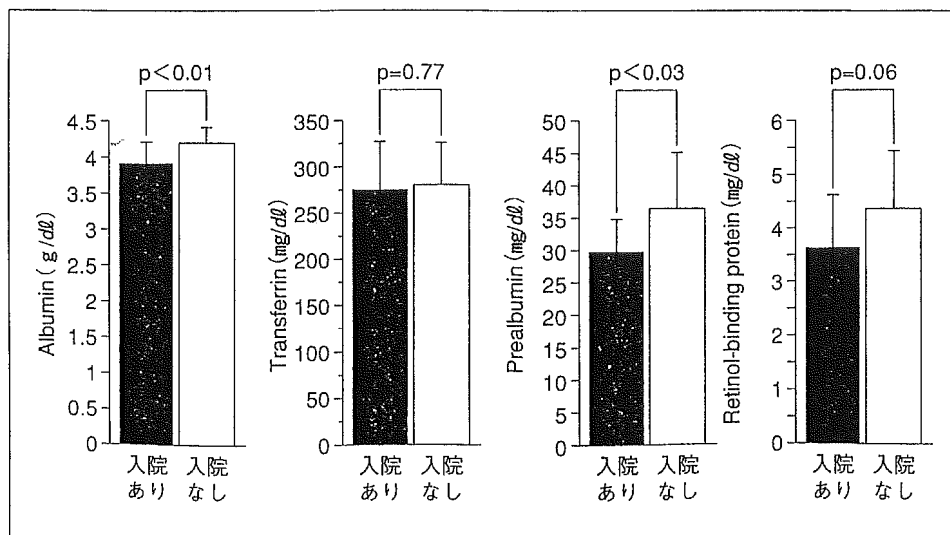 p<0.01
Albumin (g/dl)
4.5
4
3.5
3
2.5
2
1.5
1
0.5
0
入院
あり
入院
なし
p=0.77
Transferrin (mg/dl)
350
300
250
200
150
100
50
0
入院
あり
入院
なし
p<0.03
Prealbumin (mg/dl)
50
45
40
35
30
25
20
15
10
5
0
入院
あり
入院
なし
p=0.06
Retinol-binding protein (mg/dl)
6
5
4
3
2
1
0
入院
あり
入院
なし